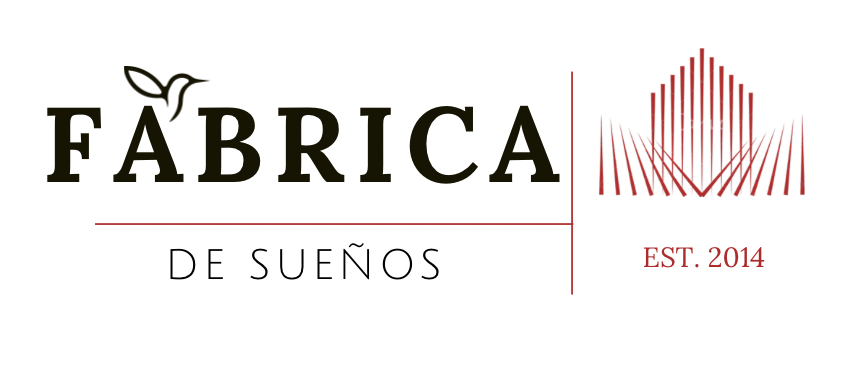 FÁBRICA
DE SUEÑOS
EST. 2014